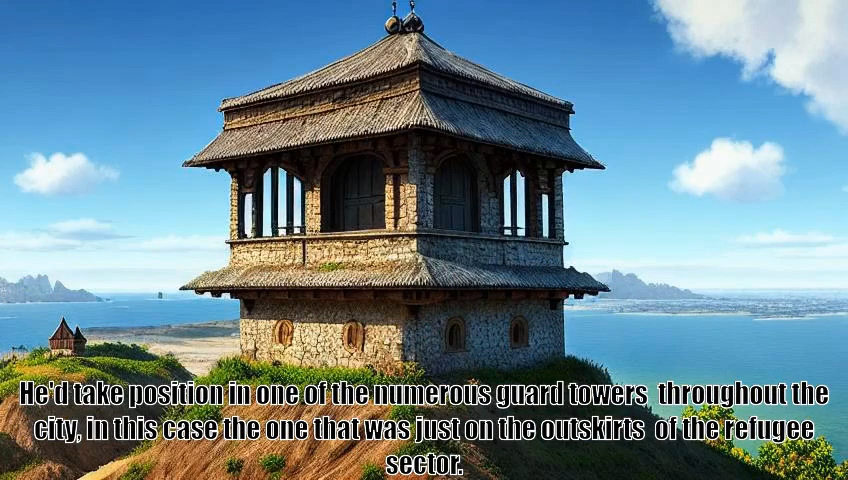 He'd take position in one of the numerous guard towers  throughout the
city, in this case the one that was just on the outskirts  of the refugee
sector.